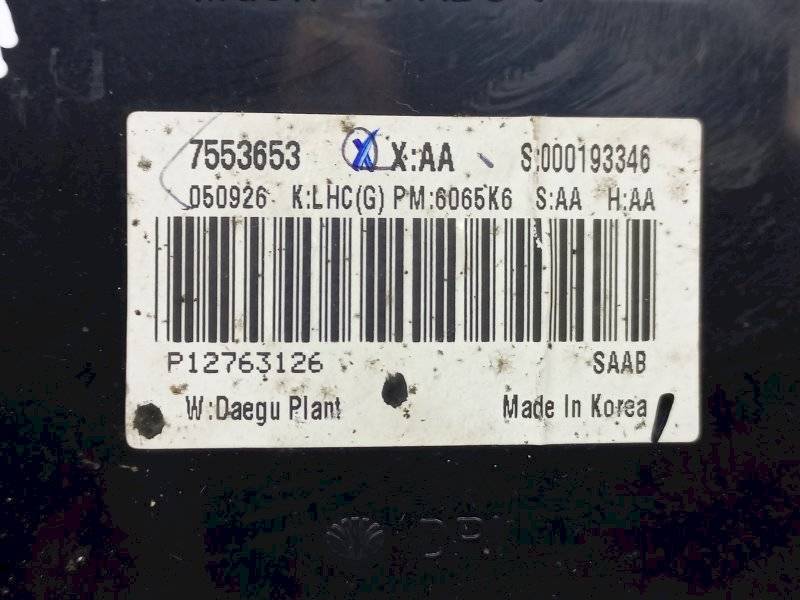 7553653 X X:AA S:000193346
050926 K:LHC(G) PM:6065K6 S:AA H:AA
P12763126 SAAB
W:Daegu Plant Made In Korea